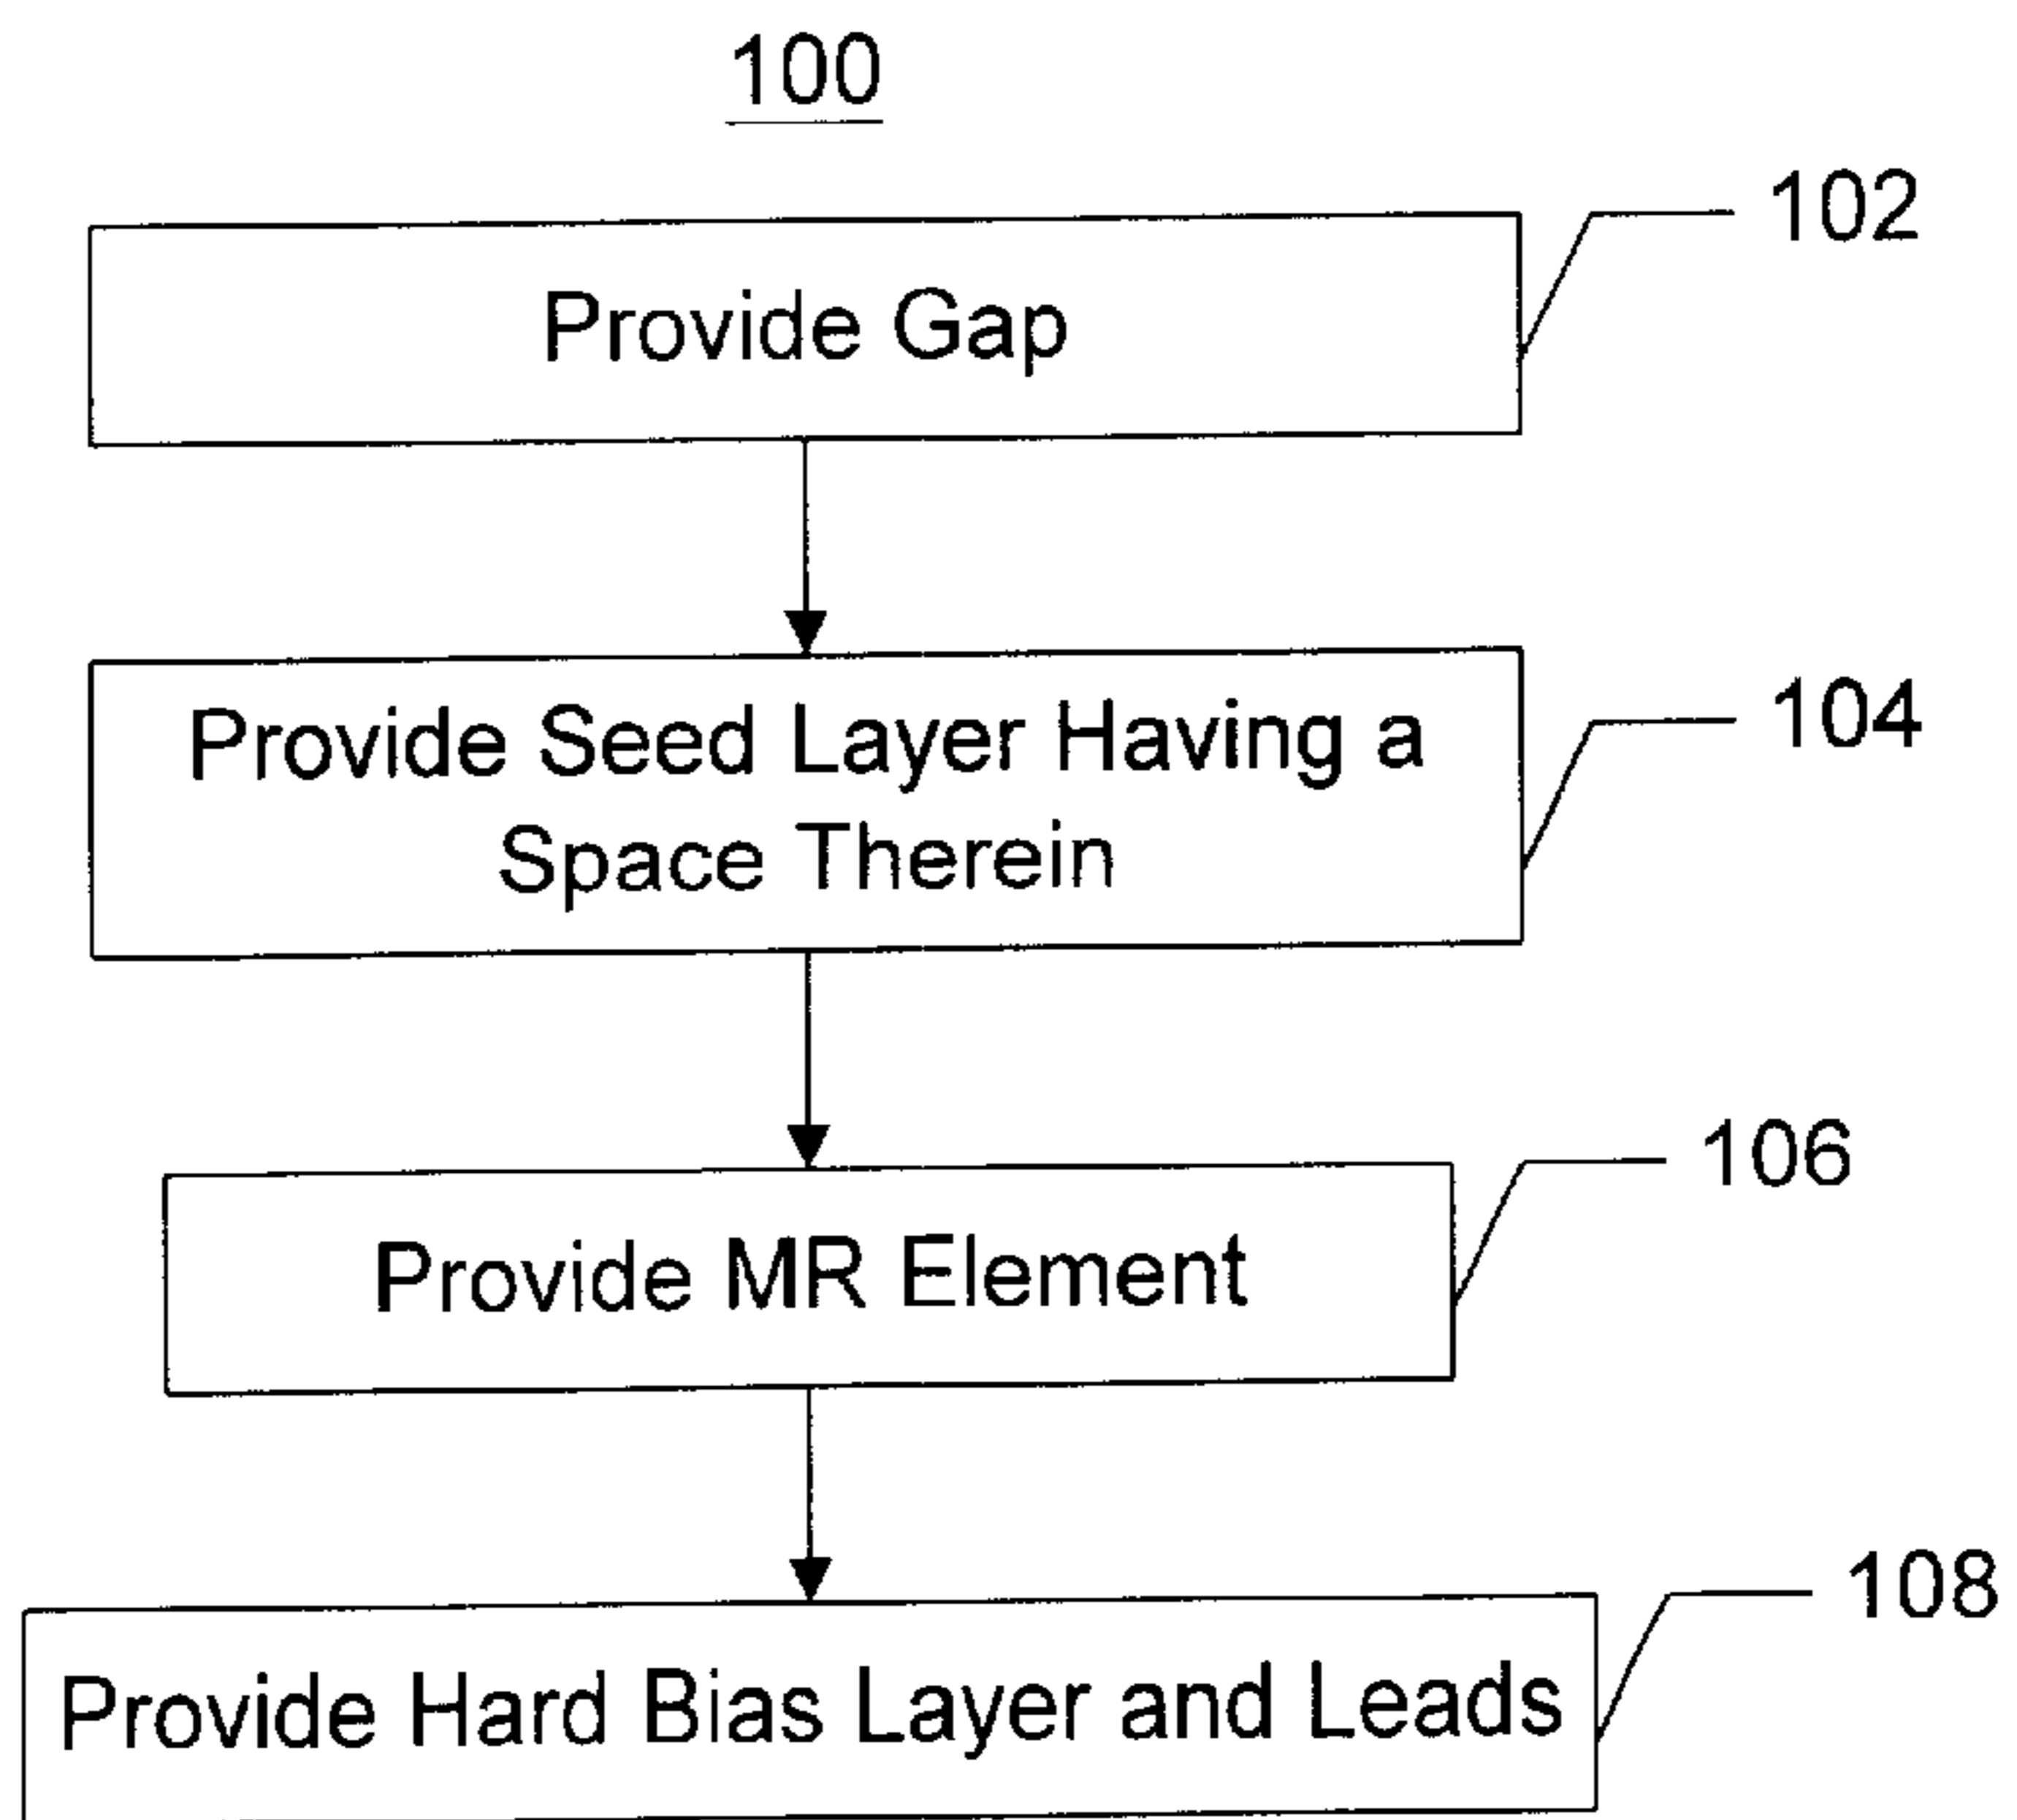 100
102
Provide Gap
104
Provide Seed Layer Having a
Space Therein
106
Provide MR Element
108
Provide Hard Bias Layer and Leads